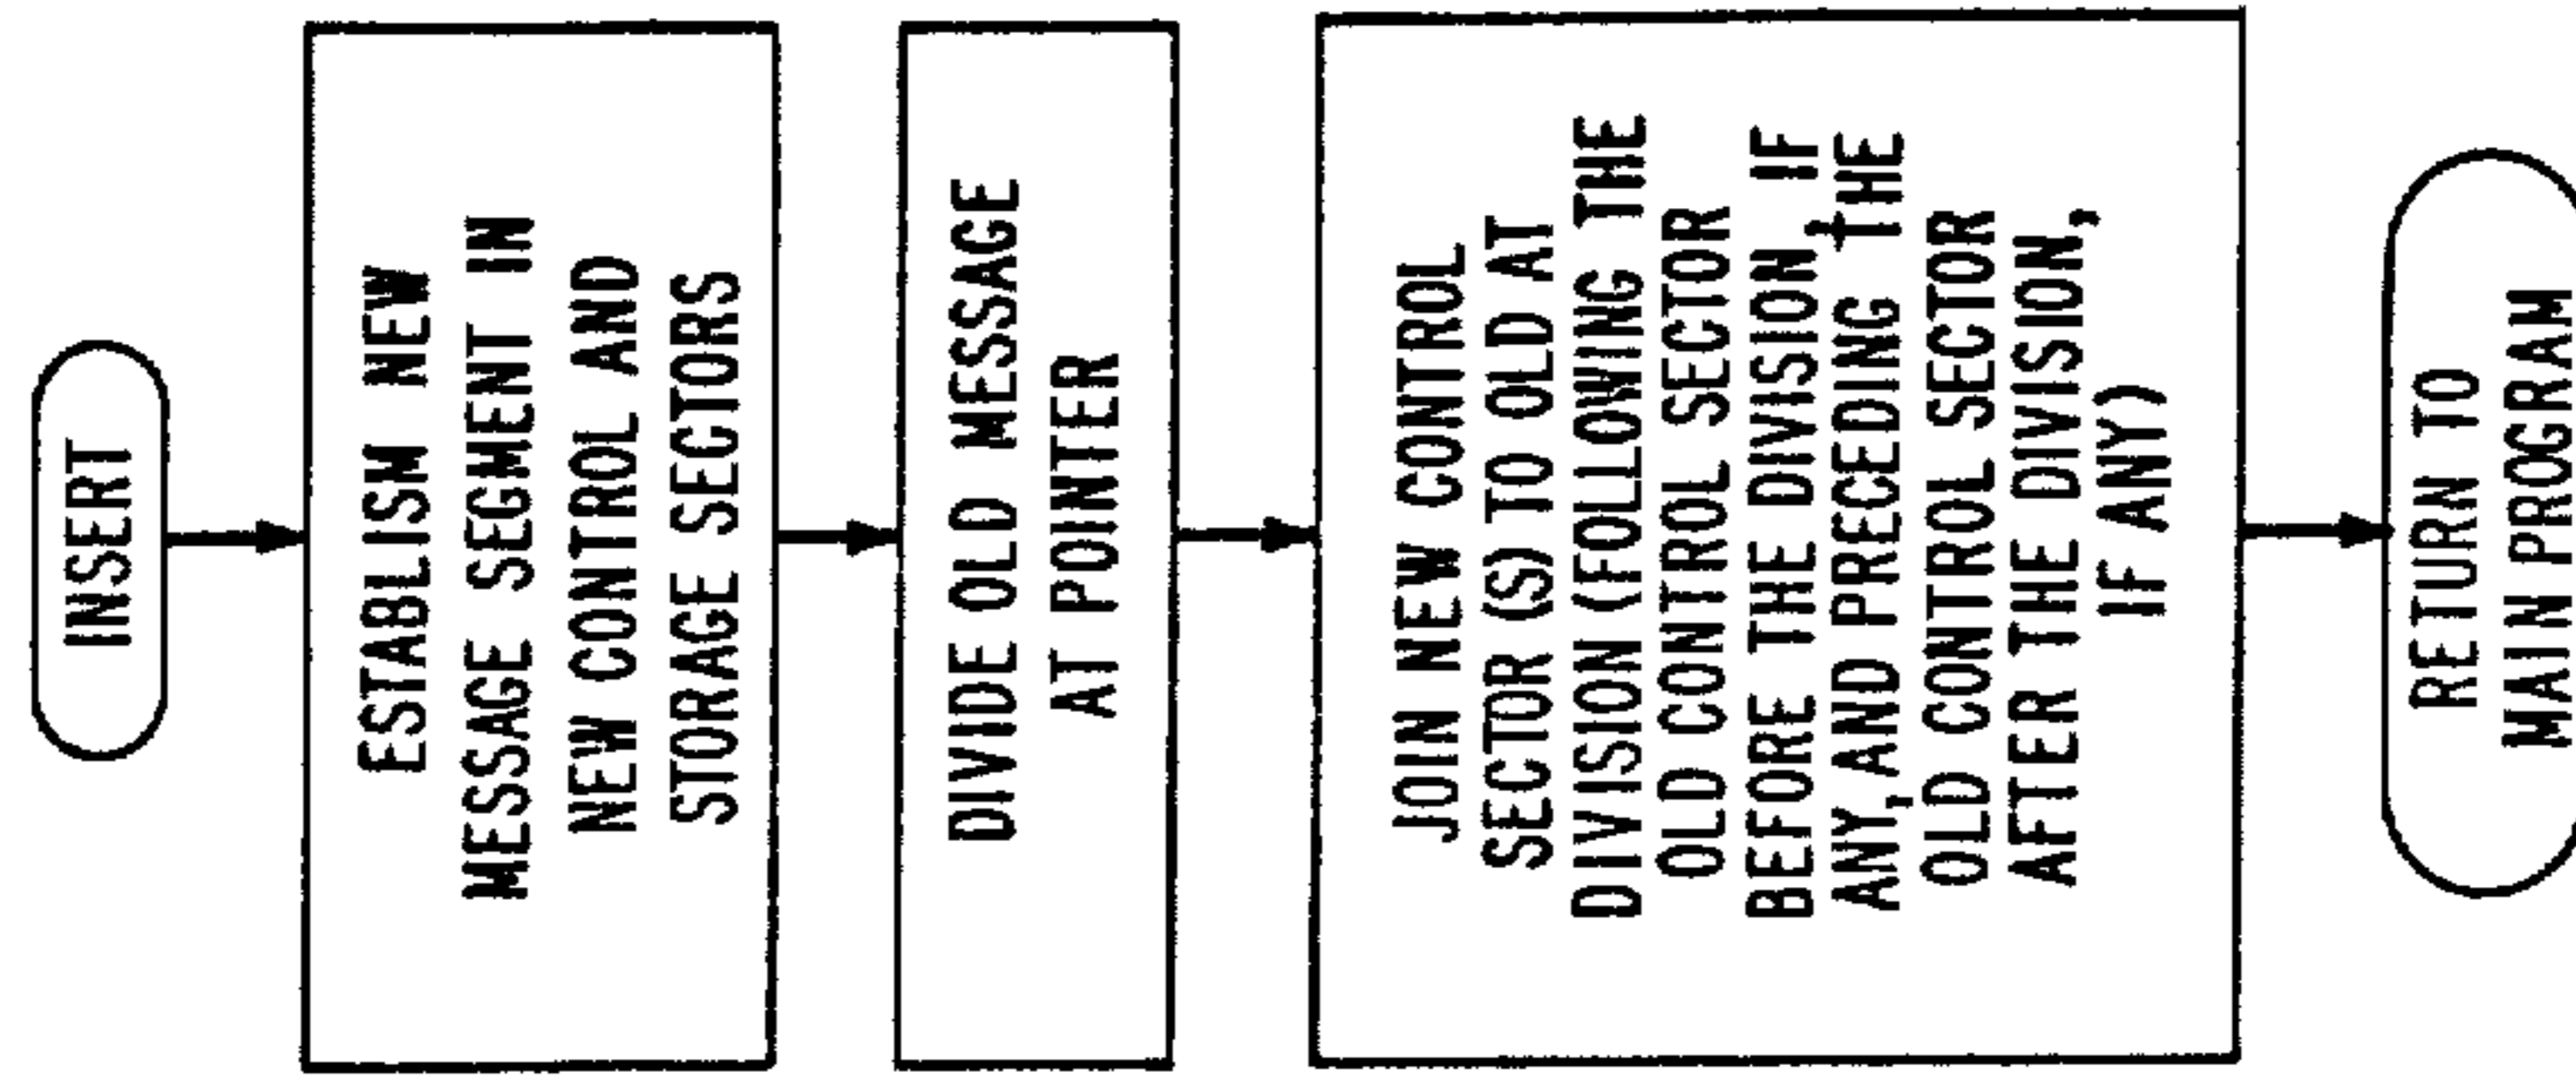 INSERT
ESTABLISM NEW
MESSAGE SEGMENT IN
NEW CONTROL AND
STORAGE SECTORS
DIVIDE OLD MESSAGE
AT POINTER
JOIN NEW CONTROL
SECTOR (S) TO OLD AT
DIVISION (FOLLOWING THE
OLD CONTROL SECTOR
BEFORE THE DIVISION, IF
ANY, AND PRECEDING THE
OLD CONTROL SECTOR
AFTER THE DIVISION,
IF ANY)
RETURN TO
MAIN PROGRAM